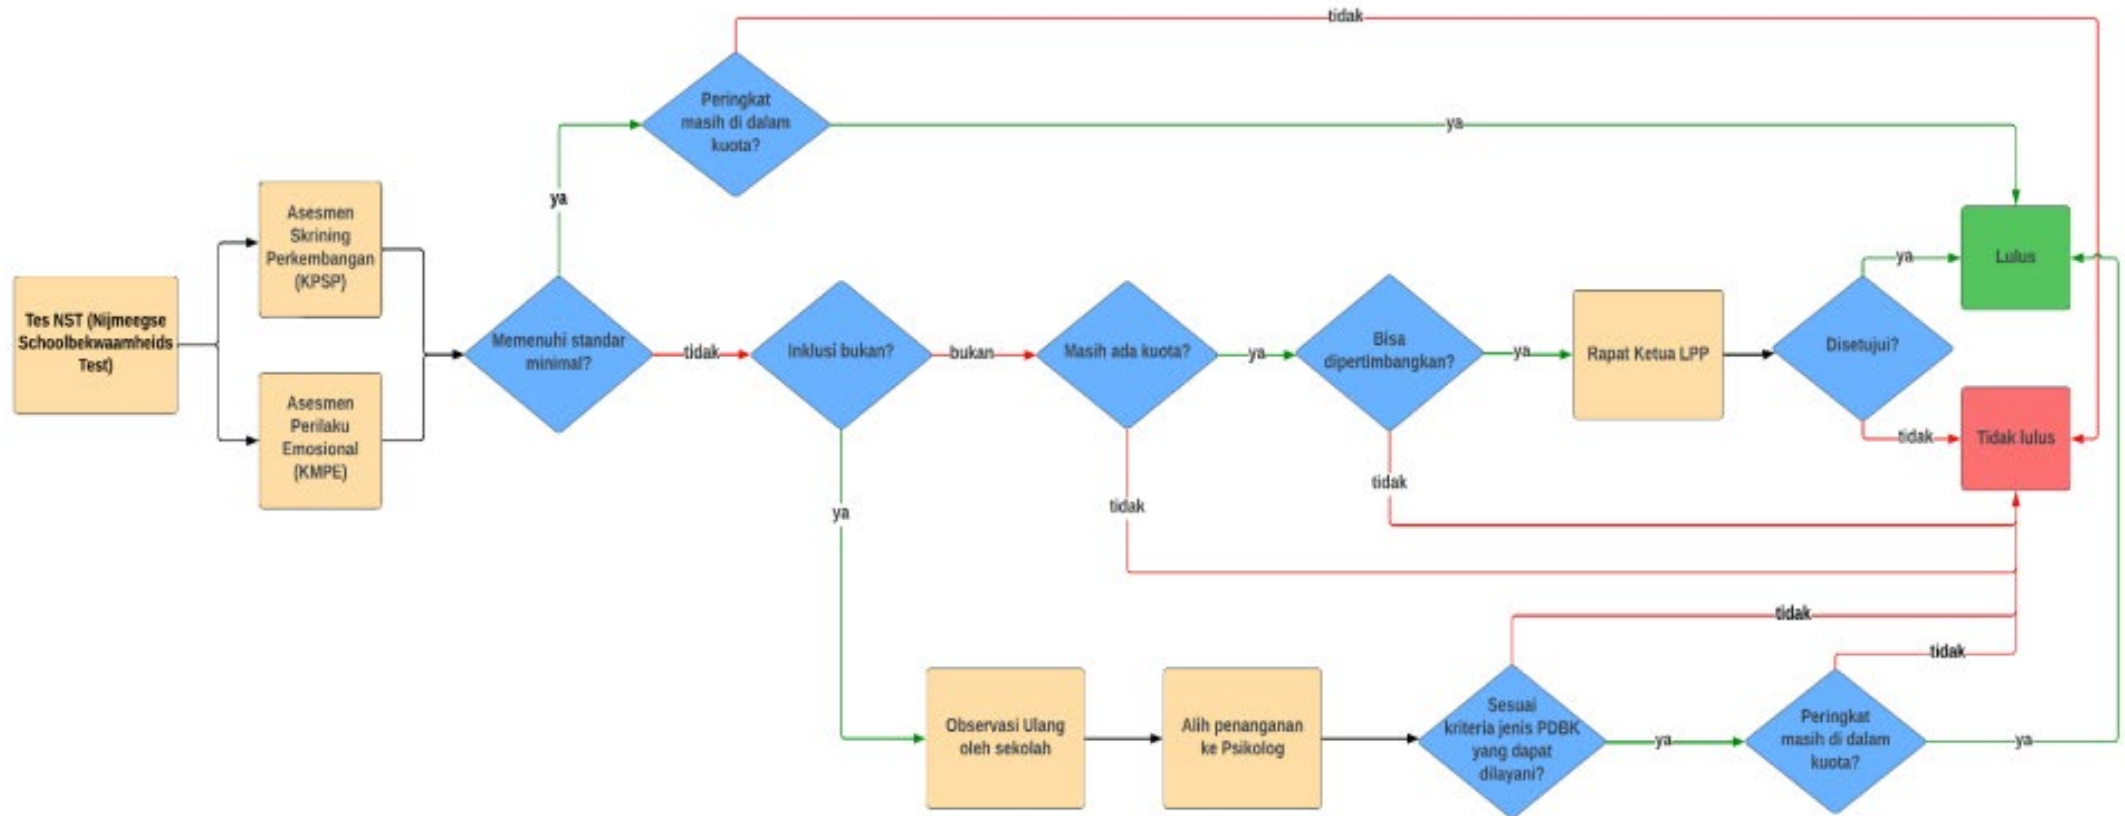 tidak
Peringkat
masih di dalam
kuota?
ya
ya
Asesmen
Skrining
Perkembangan
(KPSP)
Tes NST (Nijmeegse
Schoolbekwaamheids
Test)
Asesmen
Perilaku
Emosional
(KMPE)
Memenuhi standar
minimal?
tidak
Inklusi bukan?
bukan
Masih ada kuota?
ya
Bisa
dipertimbangkan?
ya
Rapat Ketua LPP
Disetujui?
ya
Lulus
tidak
Tidak lulus
tidak
tidak
ya
tidak
tidak
Observasi Ulang
oleh sekolah
Alih penanganan
ke Psikolog
Sesuai
kriteria jenis PDBK
yang dapat
dilayani?
ya
Peringkat
masih di dalam
kuota?
ya